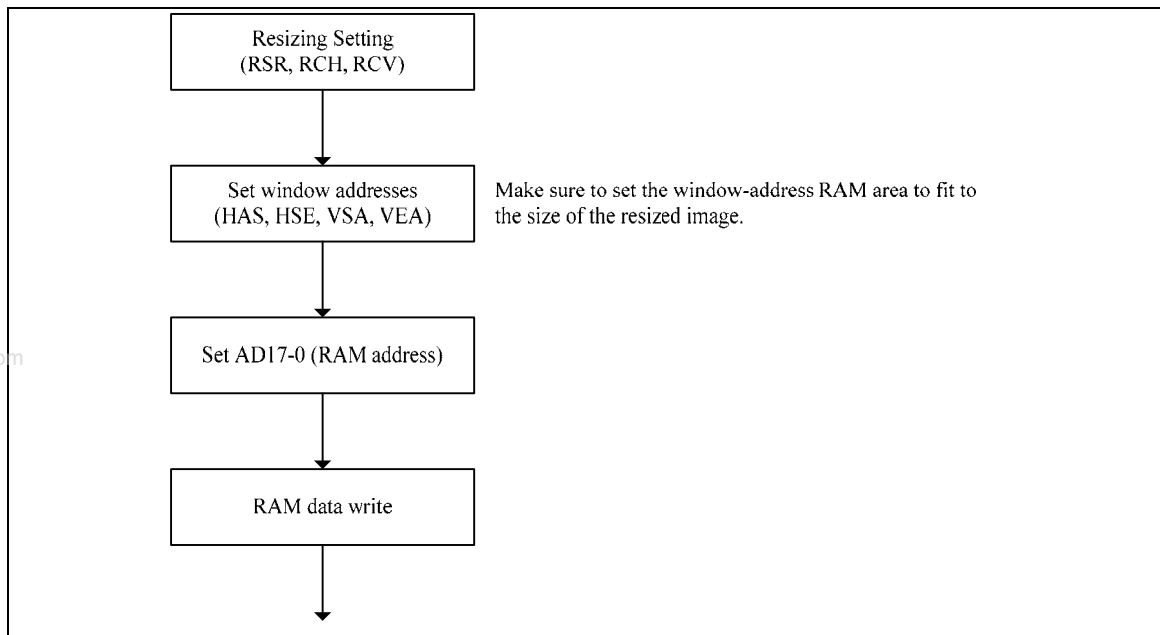 Resizing Setting
(RSR, RCH, RCV)
Set window addresses
(HAS, HSE, VSA, VEA)
Make sure to set the window-address RAM area to fit to
the size of the resized image.
Set AD17-0 (RAM address)
om
RAM data write